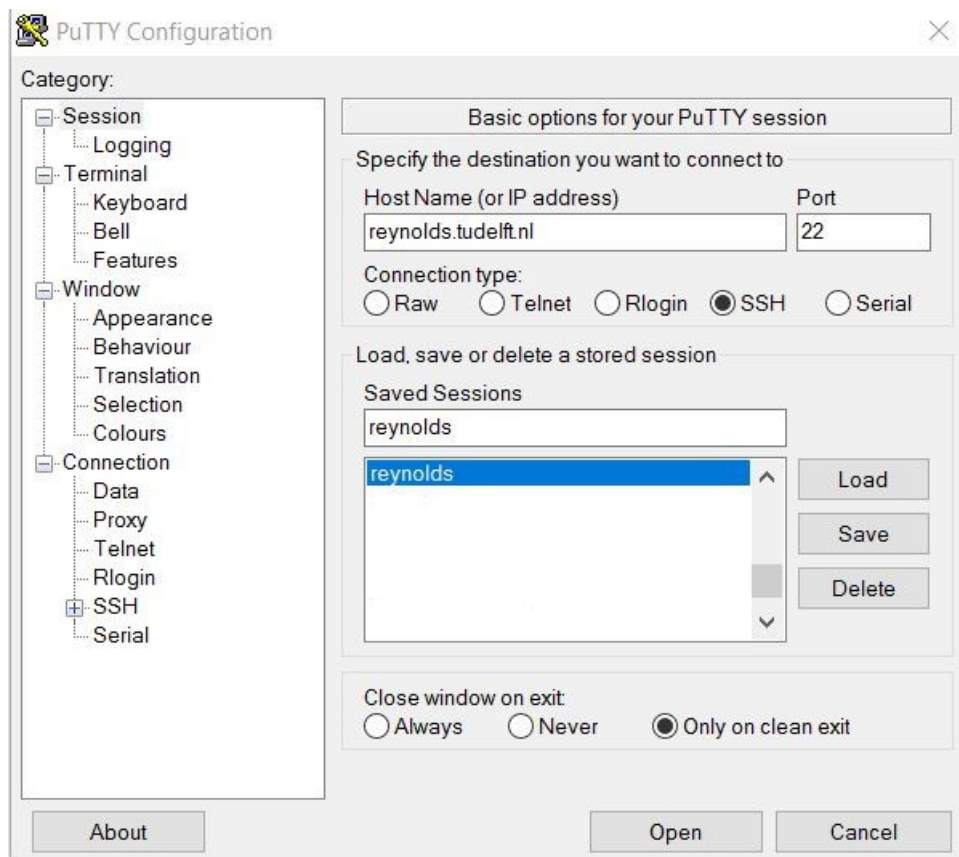 PuTTY Configuration
Category:
Session
Logging
Terminal
Keyboard
Bell
Features
Window
Appearance
Behaviour
Translation
Selection
Colours
Connection
Data
Proxy
Telnet
Rlogin
SSH
Serial
Basic options for your PuTTY session
Specify the destination you want to connect to
Host Name (or IP address) Port
reynolds.tudelft.nl 22
Connection type:
Raw Telnet Rlogin SSH Serial
Load, save or delete a stored session
Saved Sessions
reynolds
reynolds
Load
Save
Delete
Close window on exit:
Always Never Only on clean exit
About Open Cancel